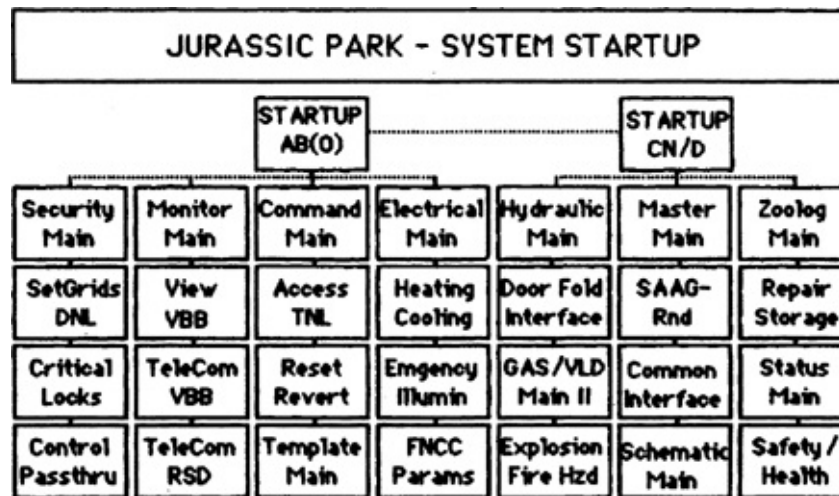 JURASSIC PARK - SYSTEM STARTUP
STARTUP
AB(0)
STARTUP
CN/D
Security
Main
Monitor
Main
Command
Main
Electrical
Main
Hydraulic
Main
Master
Main
Zoolog
Main
SetGrids
DNL
View
VBB
Access
TNL
Heating
Cooling
Door Fold
Interface
SAAG-
Rnd
Repair
Storage
Critical
Locks
TeleCom
VBB
Reset
Revert
Emgency
Illumin
GAS/VLD
Main II
Common
Interface
Status
Main
Control
Passthru
TeleCom
RSD
Template
Main
FNCC
Params
Explosion
Fire Hzd
Schematic
Main
Safety/
Health